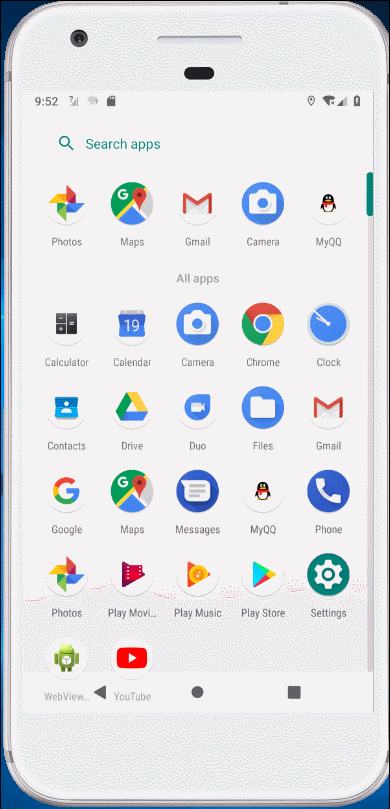 9:52
Search apps
Photos Maps Gmail Camera MyQQ
All apps
19
Calculator Calendar Camera Chrome Clock
Contacts Drive Duo Files Gmail
Google Maps Messages MyQQ Phone
Photos Play Movi... Play Music Play Store Settings
WebView... YouTube